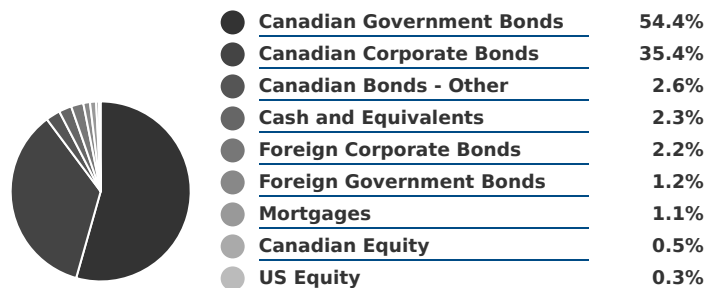 Canadian Government Bonds 54.4%
Canadian Corporate Bonds 35.4%
Canadian Bonds - Other 2.6%
Cash and Equivalents 2.3%
Foreign Corporate Bonds 2.2%
Foreign Government Bonds 1.2%
Mortgages 1.1%
Canadian Equity 0.5%
US Equity 0.3%